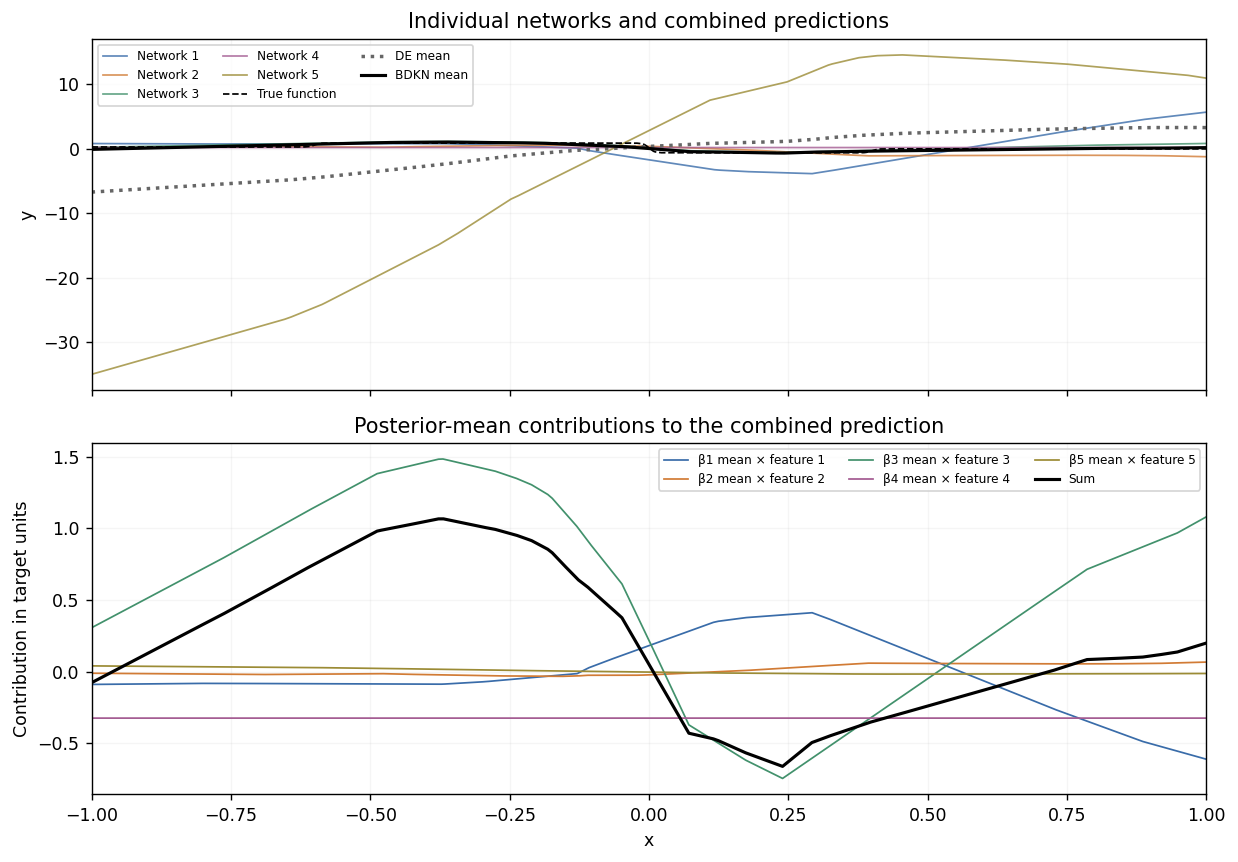 Individual networks and combined predictions
Network 1
Network 2
Network 3
Network 4
Network 5
True function
DE mean
BDKN mean
10
0
−10
−20
−30
y
Posterior-mean contributions to the combined prediction
β1 mean × feature 1
β2 mean × feature 2
β3 mean × feature 3
β4 mean × feature 4
β5 mean × feature 5
Sum
1.5
1.0
0.5
0.0
−0.5
Contribution in target units
−1.00
−0.75
−0.50
−0.25
0.00
0.25
0.50
0.75
1.00
x